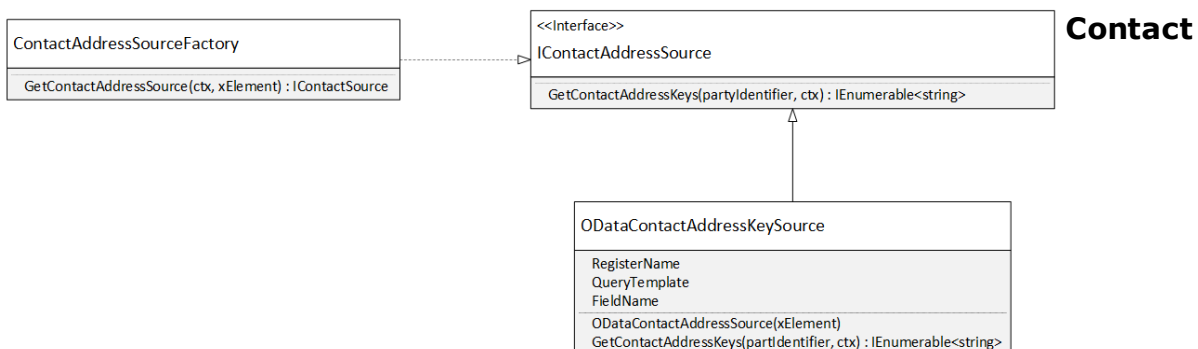 ContactAddressSourceFactory
GetContactAddressSource(ctx, xElement) : IContactSource
<<Interface>>
IContactAddressSource
GetContactAddressKeys(partyIdentifier, ctx) : IEnumerable<string>
Contact
ODataContactAddressKeySource
RegisterName
QueryTemplate
FieldName
ODataContactAddressSource(xElement)
GetContactAddressKeys(partIdentifier, ctx) : IEnumerable<string>